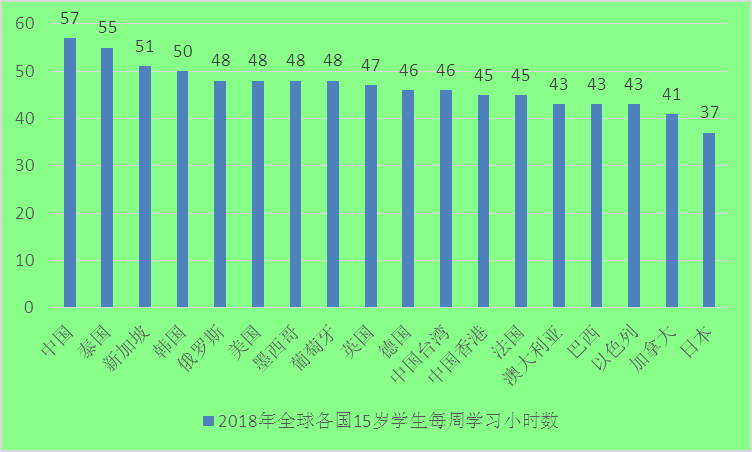 60
50
40
30
20
10
0
57
55
51
50
48
48
48
48
47
46
46
45
45
43
43
43
41
37
中国
泰国
新加坡
韩国
俄罗斯
美国
墨西哥
葡萄牙
英国
德国
中国台湾
中国香港
法国
澳大利亚
巴西
以色列
加拿大
日本
2018年全球各国15岁学生每周学习小时数